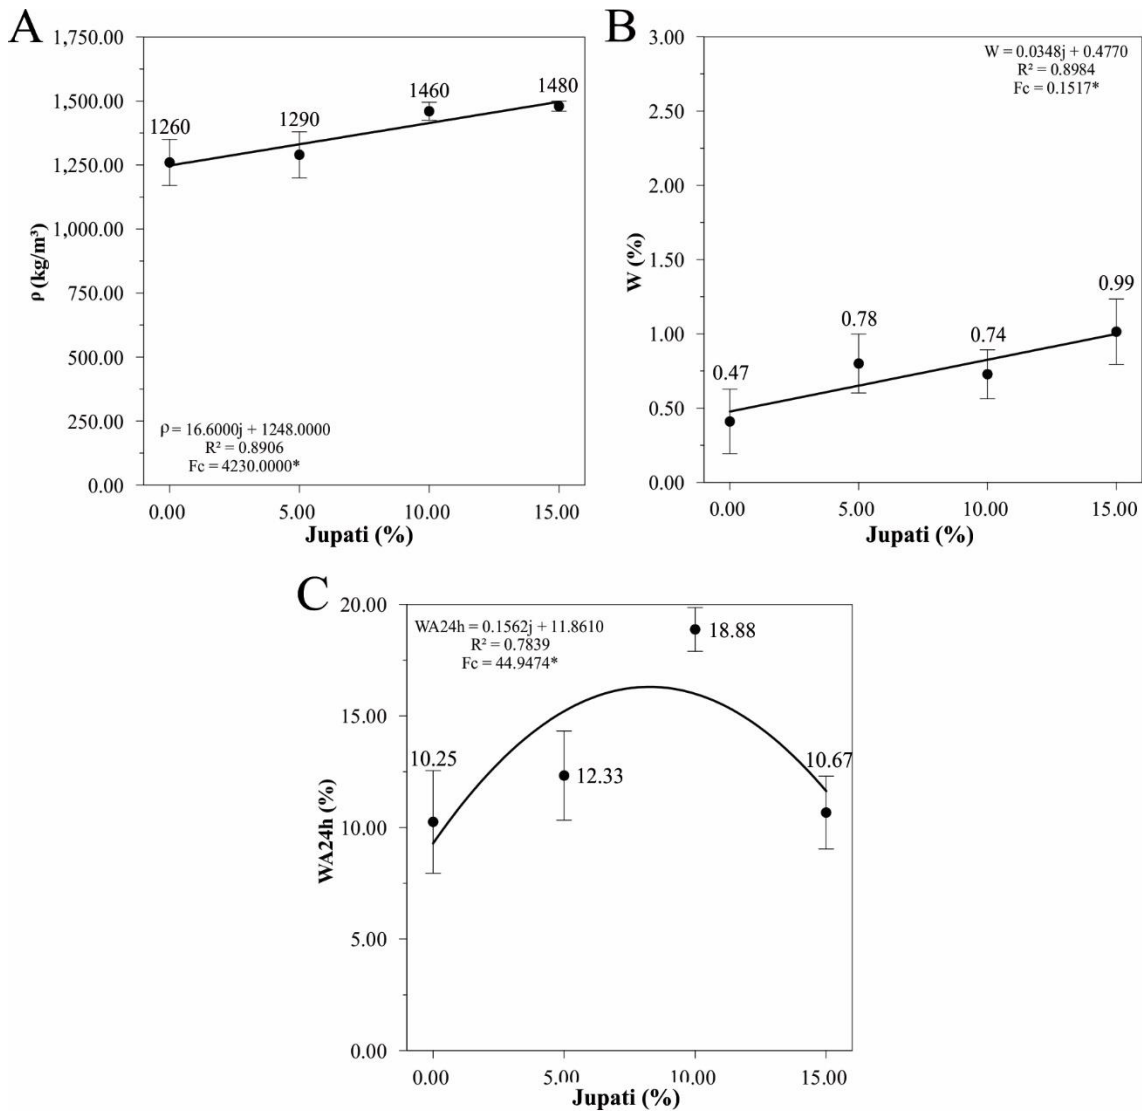 A
1,750.00
1,500.00
1,250.00
1,000.00
750.00
500.00
250.00
0.00
ρ (kg/m³)
1260
1290
1460
1480
ρ = 16.6000j + 1248.0000
R² = 0.8906
Fc = 4230.0000*
0.00 5.00 10.00 15.00
Jupati (%)
B
3.00
2.50
2.00
1.50
1.00
0.50
0.00
W (%)
W = 0.0348j + 0.4770
R² = 0.8984
Fc = 0.1517*
0.47
0.78
0.74
0.99
0.00 5.00 10.00 15.00
Jupati (%)
C
20.00
15.00
10.00
5.00
0.00
WA24h (%)
WA24h = 0.1562j + 11.8610
R² = 0.7839
Fc = 44.9474*
10.25
12.33
18.88
10.67
0.00 5.00 10.00 15.00
Jupati (%)